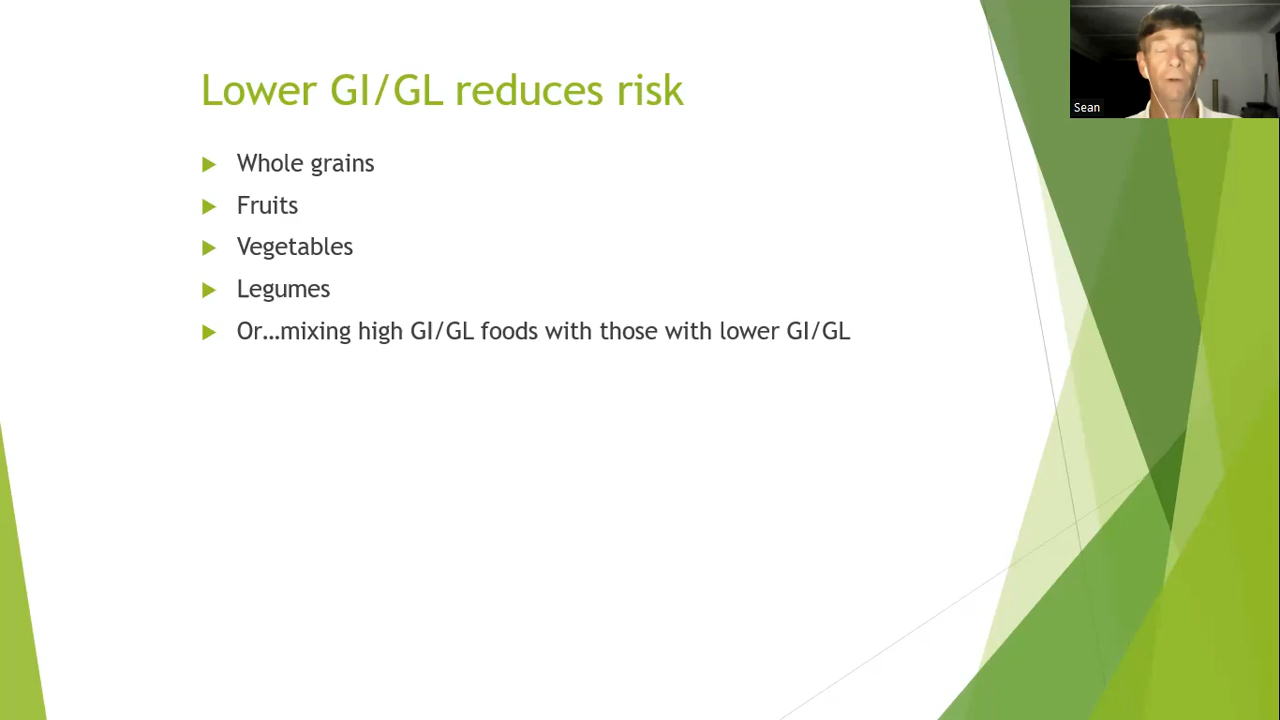 Lower GI/GL reduces risk
Whole grains
Fruits
Vegetables
Legumes
Or…mixing high GI/GL foods with those with lower GI/GL
Sean